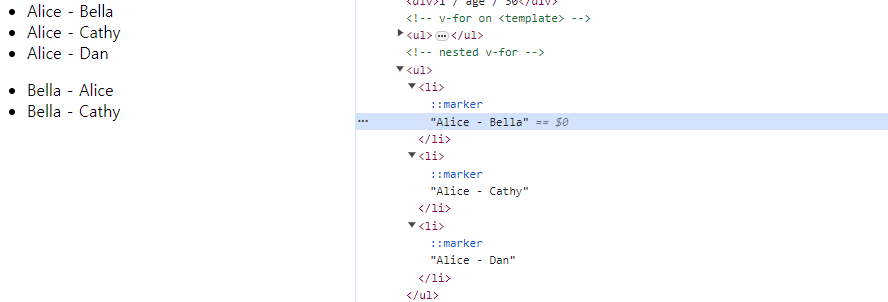 • Alice - Bella
• Alice - Cathy
• Alice - Dan
• Bella - Alice
• Bella - Cathy
<div>1 / age / 30</div>
<!-- v-for on <template> -->
▶ <ul> ⋯ </ul>
<!-- nested v-for -->
▼ <ul>
▼ <li>
::marker
⋯ "Alice - Bella" == $0
</li>
▼ <li>
::marker
"Alice - Cathy"
</li>
▼ <li>
::marker
"Alice - Dan"
</li>
</ul>